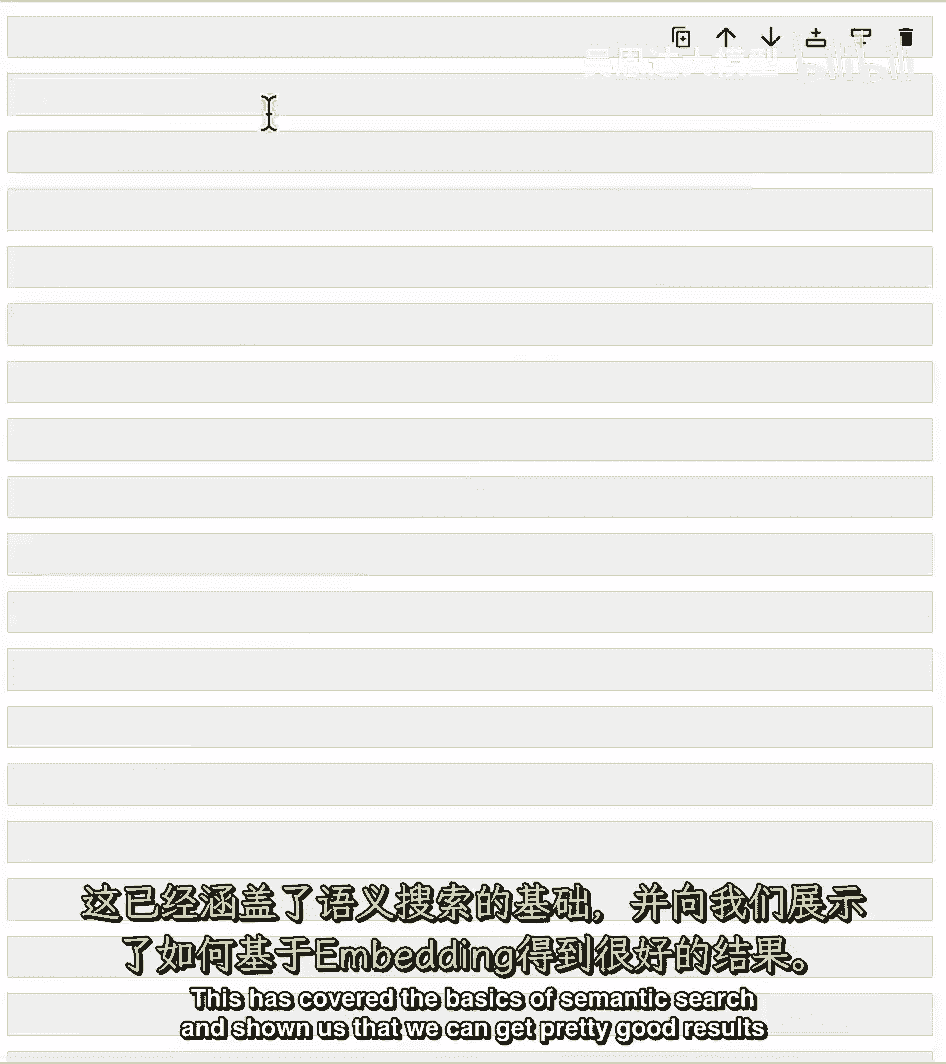 这已经涵盖了语义搜索的基础，并向我们展示
了如何基于Embedding得到很好的结果。
This has covered the basics of semantic search
and shown us that we can get pretty good results